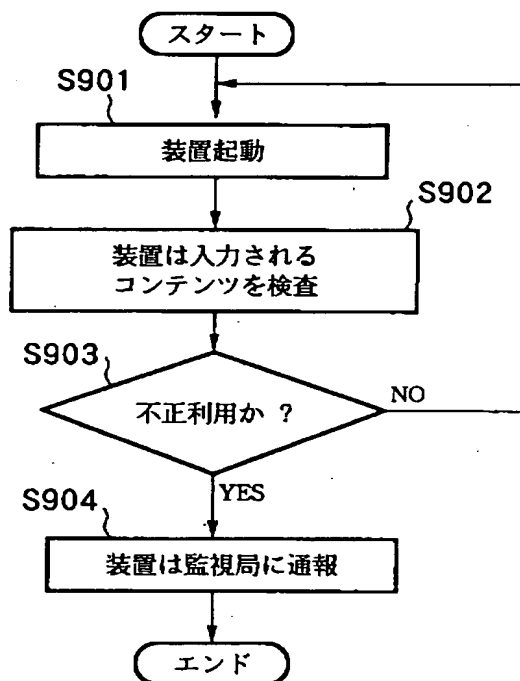 スタート
S901
装置起動
S902
装置は入力される
コンテンツを検査
S903
不正利用か ?
NO
YES
S904
装置は監視局に通報
エンド